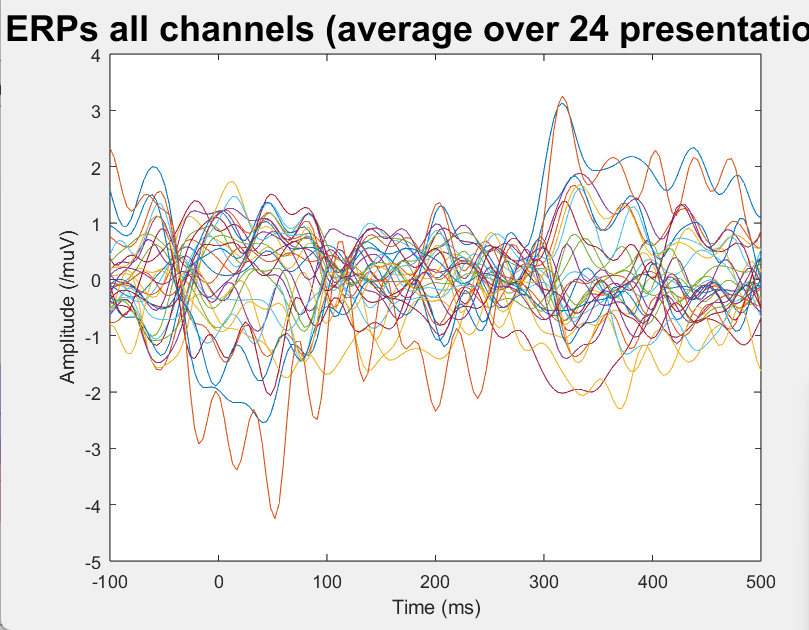 ERPs all channels (average over 24 presentatio
4
3
2
1
0
-1
-2
-3
-4
-5
Amplitude (/muV)
-100 0 100 200 300 400 500
Time (ms)